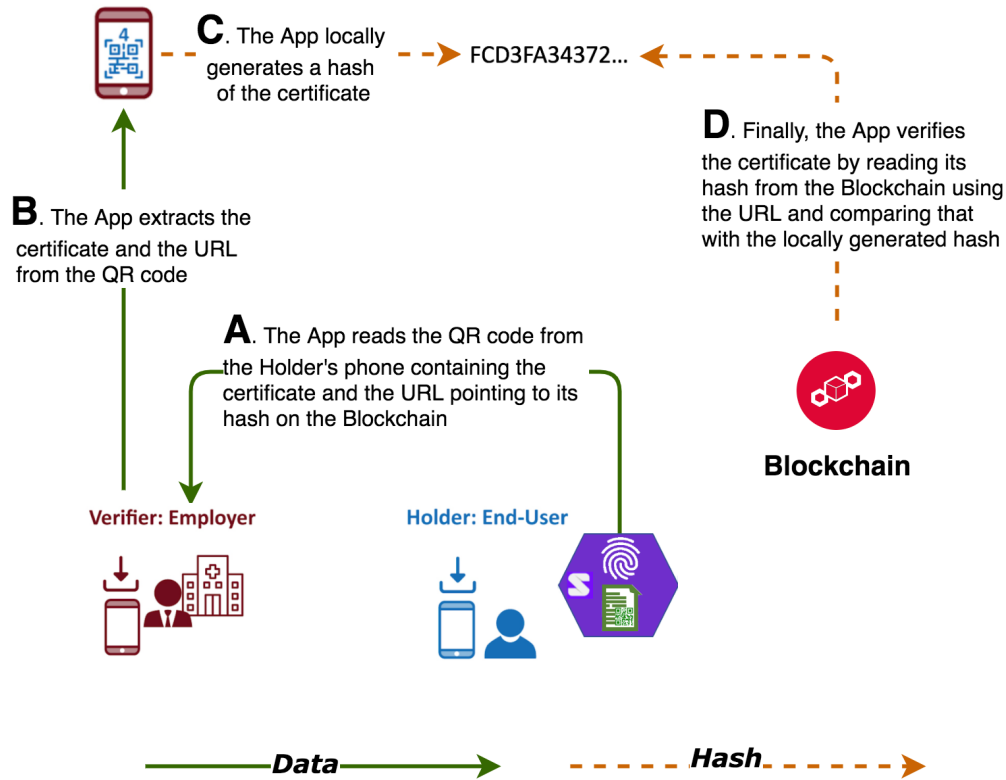 4
C. The App locally
generates a hash
of the certificate
FCD3FA34372...
D. Finally, the App verifies
the certificate by reading its
hash from the Blockchain using
the URL and comparing that
with the locally generated hash
B. The App extracts the
certificate and the URL
from the QR code
A. The App reads the QR code from
the Holder's phone containing the
certificate and the URL pointing to its
hash on the Blockchain
Blockchain
Verifier: Employer
Holder: End-User
S
Data
Hash